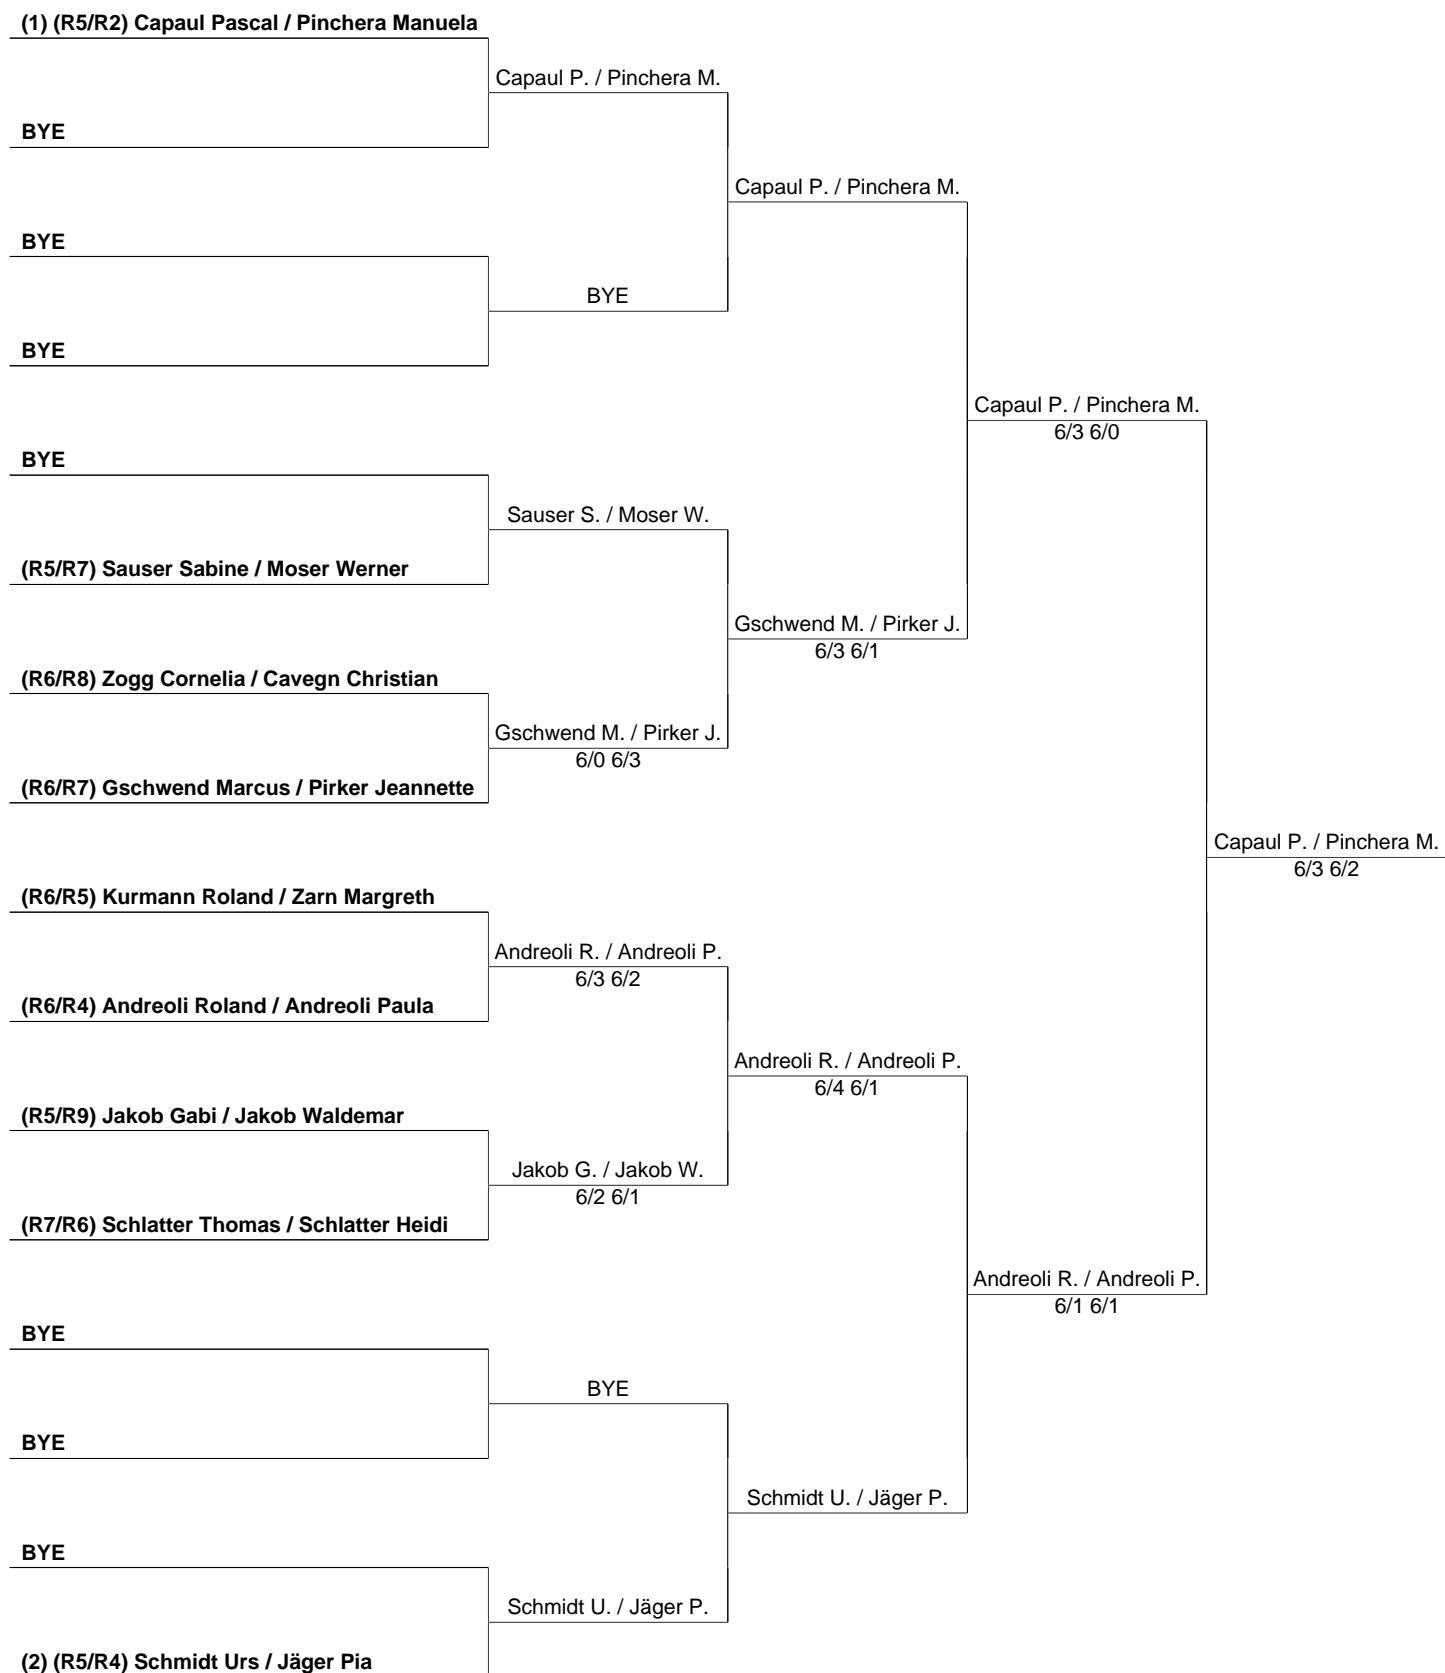 (1) (R5/R2) Capaul Pascal / Pinchera Manuela
Capaul P. / Pinchera M.
BYE
Capaul P. / Pinchera M.
BYE
BYE
BYE
Capaul P. / Pinchera M.
6/3 6/0
BYE
Sauser S. / Moser W.
(R5/R7) Sauser Sabine / Moser Werner
Gschwend M. / Pirker J.
6/3 6/1
(R6/R8) Zogg Cornelia / Cavegn Christian
Gschwend M. / Pirker J.
6/0 6/3
(R6/R7) Gschwend Marcus / Pirker Jeannette
Capaul P. / Pinchera M.
6/3 6/2
(R6/R5) Kurmann Roland / Zarn Margreth
Andreoli R. / Andreoli P.
6/3 6/2
(R6/R4) Andreoli Roland / Andreoli Paula
Andreoli R. / Andreoli P.
6/4 6/1
(R5/R9) Jakob Gabi / Jakob Waldemar
Jakob G. / Jakob W.
6/2 6/1
(R7/R6) Schlatter Thomas / Schlatter Heidi
Andreoli R. / Andreoli P.
6/1 6/1
BYE
BYE
BYE
Schmidt U. / Jäger P.
BYE
Schmidt U. / Jäger P.
(2) (R5/R4) Schmidt Urs / Jäger Pia